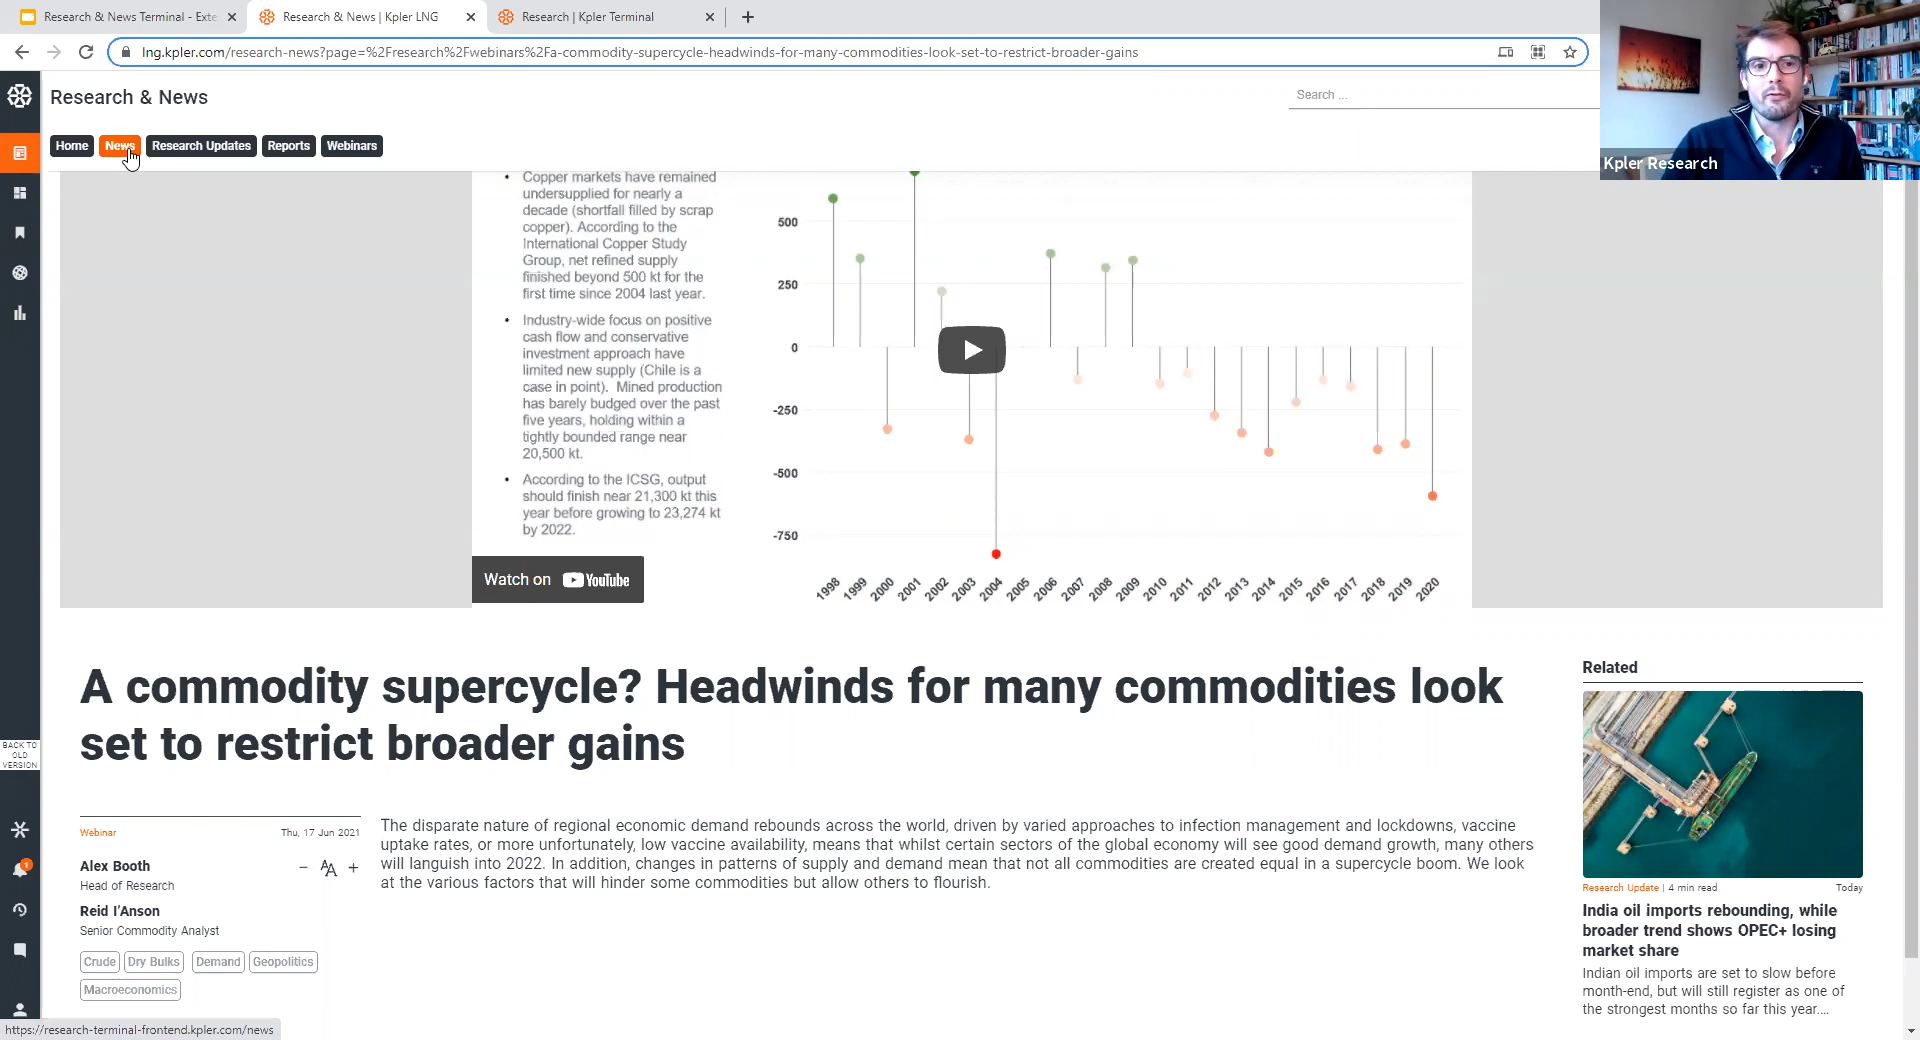 Research & News Terminal - Exte
Research & News | Kpler LNG
Research | Kpler Terminal
lng.kpler.com/research-news?page=%2Fresearch%2Fwebinars%2Fa-commodity-supercycle-headwinds-for-many-commodities-look-set-to-restrict-broader-gains
Research & News
Search ...
Kpler Research
Home
News
Research Updates
Reports
Webinars
Copper markets have remained
undersupplied for nearly a
decade (shortfall filled by scrap
copper). According to the
International Copper Study
Group, net refined supply
finished beyond 500 kt for the
first time since 2004 last year.
Industry-wide focus on positive
cash flow and conservative
investment approach have
limited new supply (Chile is a
case in point). Mined production
has barely budged over the past
five years, holding within a
tightly bounded range near
20,500 kt.
According to the ICSG, output
should finish near 21,300 kt this
year before growing to 23,274 kt
by 2022.
500
250
0
-250
-500
-750
1998 1999 2000 2001 2002 2003 2004 2005 2006 2007 2008 2009 2010 2011 2012 2013 2014 2015 2016 2017 2018 2019 2020
Watch on YouTube
A commodity supercycle? Headwinds for many commodities look
set to restrict broader gains
BACK TO
OLD
VERSION
1
Webinar
Thu, 17 Jun 2021
Alex Booth
Head of Research
Reid I'Anson
Senior Commodity Analyst
Crude
Dry Bulks
Demand
Geopolitics
Macroeconomics
− AA +
The disparate nature of regional economic demand rebounds across the world, driven by varied approaches to infection management and lockdowns, vaccine
uptake rates, or more unfortunately, low vaccine availability, means that whilst certain sectors of the global economy will see good demand growth, many others
will languish into 2022. In addition, changes in patterns of supply and demand mean that not all commodities are created equal in a supercycle boom. We look
at the various factors that will hinder some commodities but allow others to flourish.
Related
Research Update | 4 min read
Today
India oil imports rebounding, while
broader trend shows OPEC+ losing
market share
Indian oil imports are set to slow before
month-end, but will still register as one of
the strongest months so far this year....
https://research-terminal-frontend.kpler.com/news